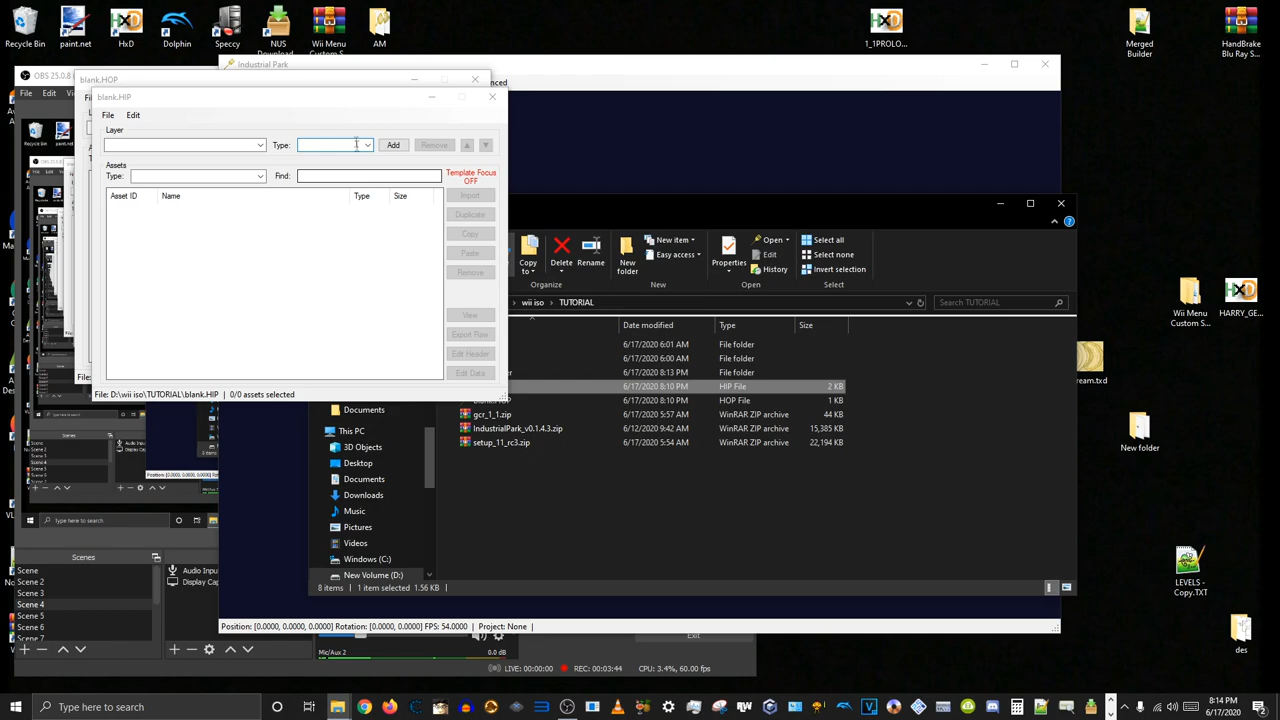 Recycle Bin
paint.net
HxD
Dolphin
Speccy
NUS
Download...
Wii Menu
Custom S...
AM
1_1PROLO...
Merged
Builder
HandBrake
Blu Ray S...
OBS 25.0.8
File Edit
blank.HOP
Industrial Park
blank.HIP
File Edit
Layer
Type:
Add
Remove
Assets
Type:
Find:
Template Focus
OFF
Asset ID Name Type Size
Import
Duplicate
Copy
Paste
Remove
View
Export Raw
Edit Header
Edit Data
File: D:\wii iso\TUTORIAL\blank.HIP | 0/0 assets selected
Copy
to
Delete
Rename
New
folder
New item
Easy access
Properties
Open
Edit
History
Select all
Select none
Invert selection
Organize
New
Open
Select
wii iso > TUTORIAL
Search TUTORIAL
Date modified Type Size
6/17/2020 6:01 AM File folder
6/17/2020 6:00 AM File folder
6/17/2020 8:13 PM File folder
6/17/2020 8:10 PM HIP File 2 KB
6/17/2020 8:10 PM HOP File 1 KB
gcr_1_1.zip 6/17/2020 5:57 AM WinRAR ZIP archive 44 KB
IndustrialPark_v0.1.4.3.zip 6/12/2020 9:42 AM WinRAR ZIP archive 15,385 KB
setup_11_rc3.zip 6/17/2020 5:54 AM WinRAR ZIP archive 22,194 KB
Documents
This PC
3D Objects
Desktop
Documents
Downloads
Music
Pictures
Videos
Windows (C:)
New Volume (D:)
8 items 1 item selected 1.56 KB
Position: [0.0000, 0.0000, 0.0000] Rotation: [0.0000, 0.0000] FPS: 54.0000 | Project: None |
Scenes
Scene
Scene 2
Scene 3
Scene 4
Scene 5
Scene 6
Scene 7
Audio Inpu
Display Cap
Mic/Aux 2
0.0 dB
Exit
LIVE: 00:00:00 REC: 00:03:44 CPU: 3.4%, 60.00 fps
Wii Menu
Custom S...
HARRY_GE...
ream.txd
New folder
LEVELS -
Copy.TXT
des
Type here to search
Type here to search
8:14 PM
6/17/2020